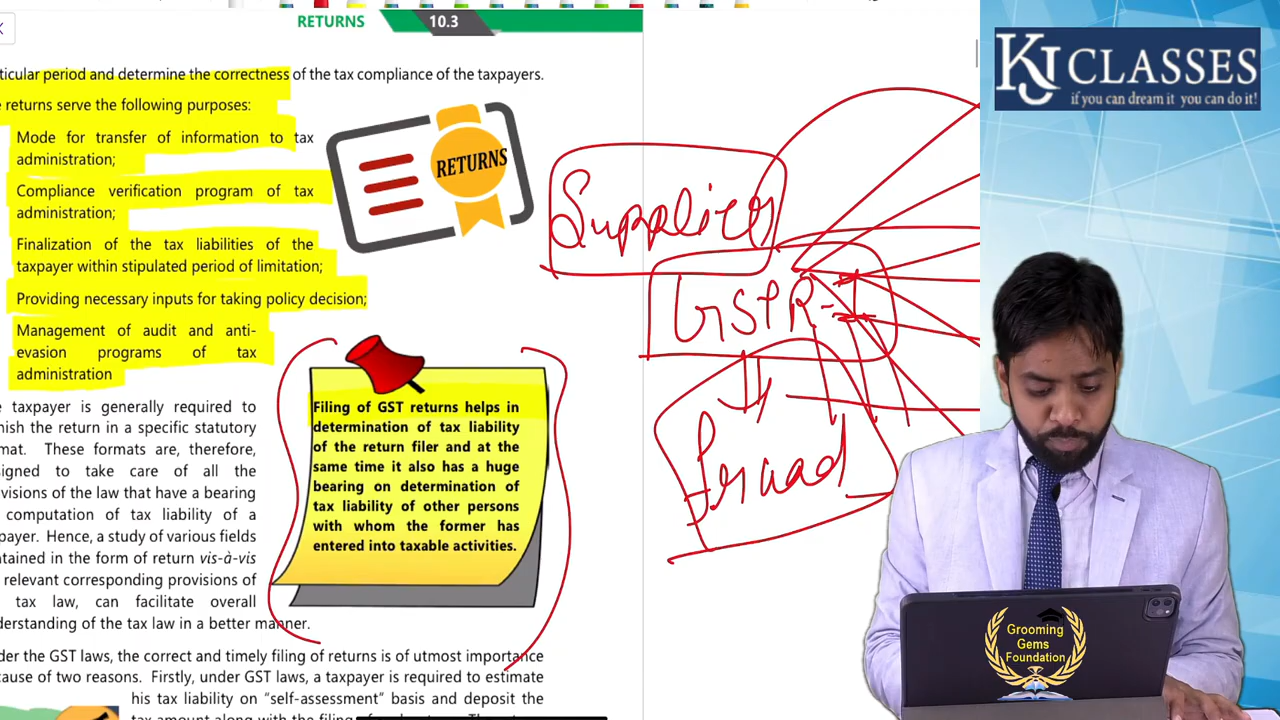 RETURNS 10.3
ticular period and determine the correctness of the tax compliance of the taxpayers.
e returns serve the following purposes:
Mode for transfer of information to tax
administration;
Compliance verification program of tax
administration;
Finalization of the tax liabilities of the
taxpayer within stipulated period of limitation;
Providing necessary inputs for taking policy decision;
Management of audit and anti-
evasion programs of tax
administration
RETURNS
e taxpayer is generally required to
nish the return in a specific statutory
mat. These formats are, therefore,
signed to take care of all the
visions of the law that have a bearing
computation of tax liability of a
payer. Hence, a study of various fields
ntained in the form of return vis-à-vis
relevant corresponding provisions of
tax law, can facilitate overall
derstanding of the tax law in a better manner.
Filing of GST returns helps in
determination of tax liability
of the return filer and at the
same time it also has a huge
bearing on determination of
tax liability of other persons
with whom the former has
entered into taxable activities.
der the GST laws, the correct and timely filing of returns is of utmost importance
cause of two reasons. Firstly, under GST laws, a taxpayer is required to estimate
his tax liability on “self-assessment” basis and deposit the
tax amount along with the filing
Supplier
GSTR-1
fraud
KJ CLASSES
if you can dream it you can do it!
Grooming
Gems
Foundation